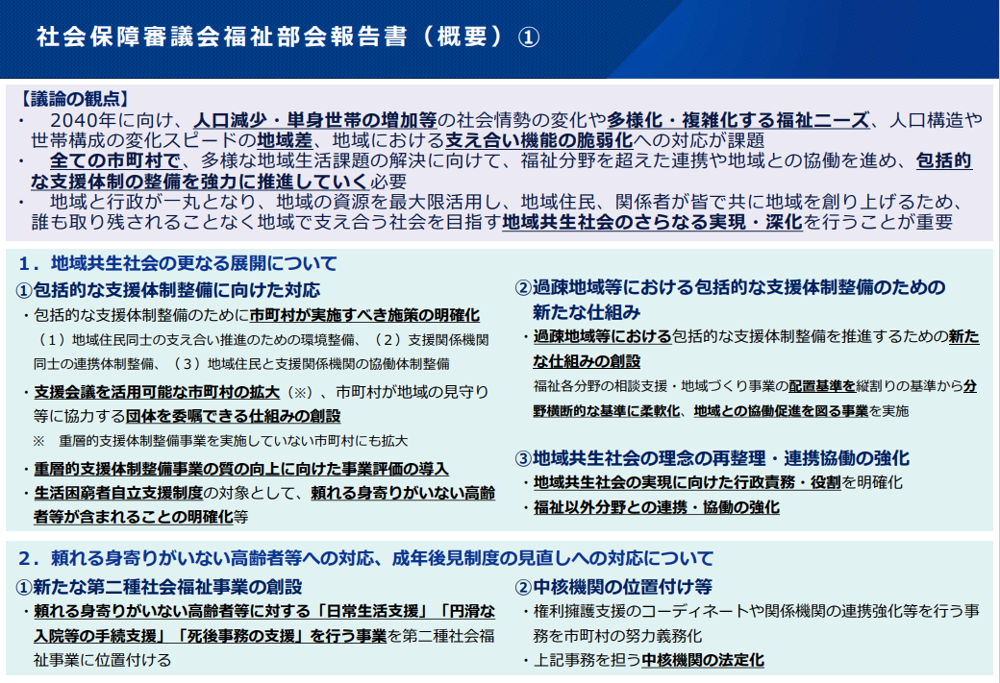 社会保障審議会福祉部会報告書（概要）①
【議論の観点】
・　2040年に向け、人口減少・単身世帯の増加等の社会情勢の変化や多様化・複雑化する福祉ニーズ、人口構造や
世帯構成の変化スピードの地域差、地域における支え合い機能の脆弱化への対応が課題
・　全ての市町村で、多様な地域生活課題の解決に向けて、福祉分野を超えた連携や地域との協働を進め、包括的
な支援体制の整備を強力に推進していく必要
・　地域と行政が一丸となり、地域の資源を最大限活用し、地域住民、関係者が皆で共に地域を創り上げるため、
誰も取り残されることなく地域で支え合う社会を目指す地域共生社会のさらなる実現・深化を行うことが重要
１．地域共生社会の更なる展開について
①包括的な支援体制整備に向けた対応
・包括的な支援体制整備のために市町村が実施すべき施策の明確化
（１）地域住民同士の支え合い推進のための環境整備、（２）支援関係機関
同士の連携体制整備、（３）地域住民と支援関係機関の協働体制整備
・支援会議を活用可能な市町村の拡大（※）、市町村が地域の見守り
等に協力する団体を委嘱できる仕組みの創設
※　重層的支援体制整備事業を実施していない市町村にも拡大
・重層的支援体制整備事業の質の向上に向けた事業評価の導入
・生活困窮者自立支援制度の対象として、頼れる身寄りがいない高齢
者等が含まれることの明確化等
②過疎地域等における包括的な支援体制整備のための
新たな仕組み
・過疎地域等における包括的な支援体制整備を推進するための新た
な仕組みの創設
福祉各分野の相談支援・地域づくり事業の配置基準を縦割りの基準から分
野横断的な基準に柔軟化、地域との協働促進を図る事業を実施
③地域共生社会の理念の再整理・連携協働の強化
・地域共生社会の実現に向けた行政責務・役割を明確化
・福祉以外分野との連携・協働の強化
２．頼れる身寄りがいない高齢者等への対応、成年後見制度の見直しへの対応について
①新たな第二種社会福祉事業の創設
・頼れる身寄りがいない高齢者等に対する「日常生活支援」「円滑な
入院等の手続支援」「死後事務の支援」を行う事業を第二種社会福
祉事業に位置付ける
②中核機関の位置付け等
・権利擁護支援のコーディネートや関係機関の連携強化等を行う事
務を市町村の努力義務化
・上記事務を担う中核機関の法定化